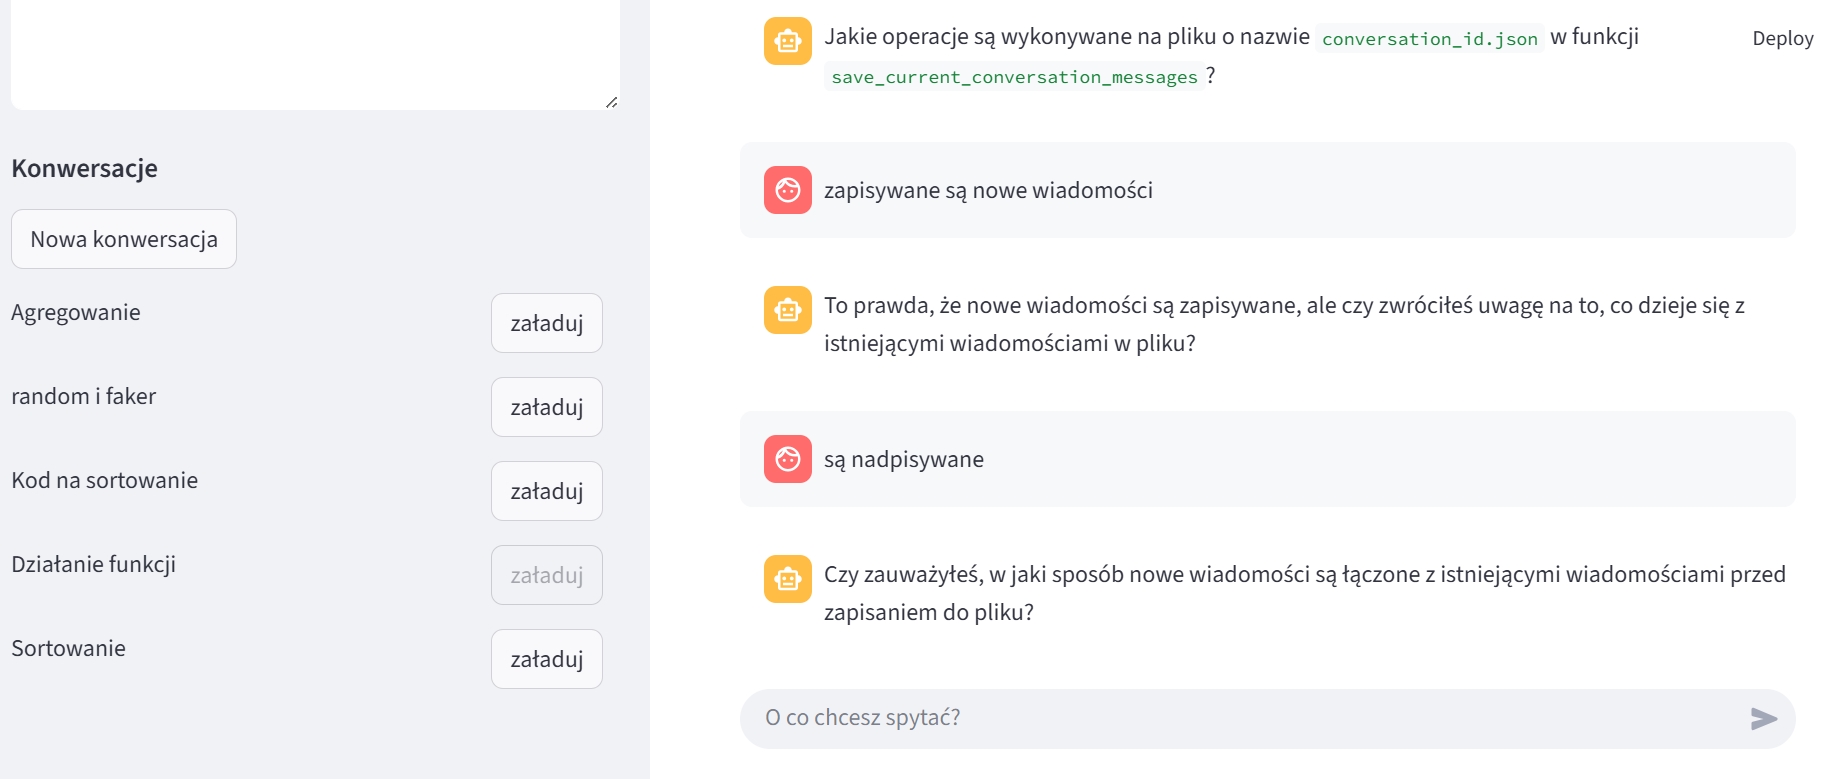 Konwersacje
Nowa konwersacja
Agregowanie
załaduj
random i faker
załaduj
Kod na sortowanie
załaduj
Działanie funkcji
załaduj
Sortowanie
załaduj
Deploy
Jakie operacje są wykonywane na pliku o nazwie conversation_id.json w funkcji
save_current_conversation_messages ?
zapisywane są nowe wiadomości
To prawda, że nowe wiadomości są zapisywane, ale czy zwróciłeś uwagę na to, co dzieje się z
istniejącymi wiadomościami w pliku?
są nadpisywane
Czy zauważyłeś, w jaki sposób nowe wiadomości są łączone z istniejącymi wiadomościami przed
zapisaniem do pliku?
O co chcesz spytać?